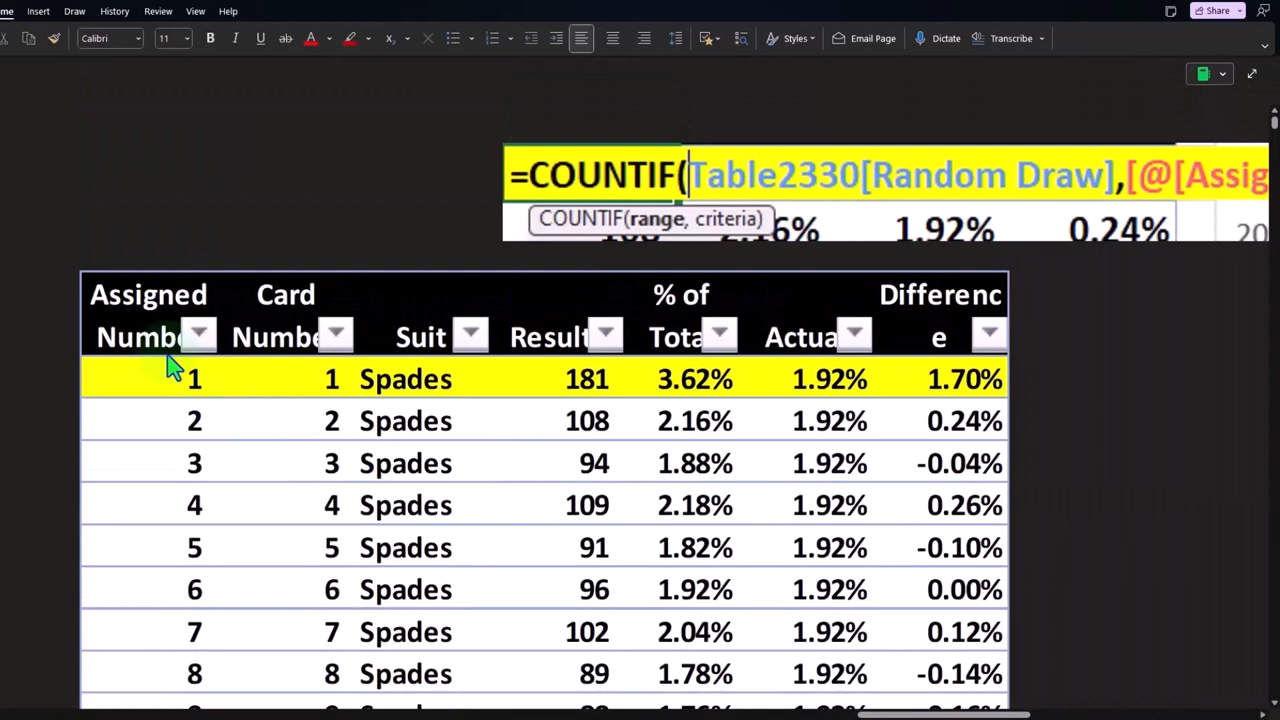 ome Insert Draw History Review View Help Share
Calibri 11 B I U ab A Styles Email Page Dictate Transcribe
=COUNTIF(Table2330[Random Draw],[@[Assig
COUNTIF(range, criteria)
2.16% 1.92% 0.24% 20
Assigned Card % of Differenc
Numbe Numbe Suit Result Tota Actua e
1 1 Spades 181 3.62% 1.92% 1.70%
2 2 Spades 108 2.16% 1.92% 0.24%
3 3 Spades 94 1.88% 1.92% -0.04%
4 4 Spades 109 2.18% 1.92% 0.26%
5 5 Spades 91 1.82% 1.92% -0.10%
6 6 Spades 96 1.92% 1.92% 0.00%
7 7 Spades 102 2.04% 1.92% 0.12%
8 8 Spades 89 1.78% 1.92% -0.14%